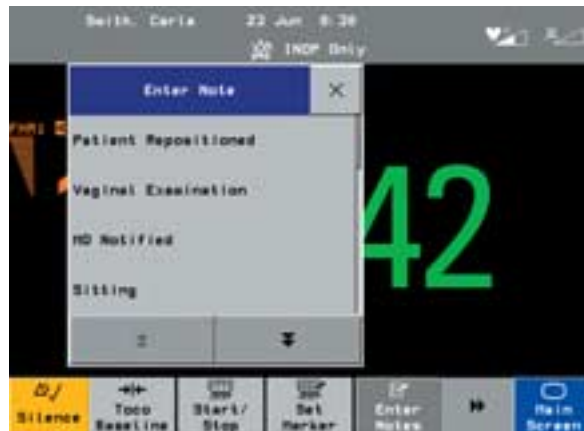 Smith, Carla 23 Jun 8:36
INOP Only
Enter Note
Patient Repositioned
Vaginal Examination
MD Notified
Sitting
42
Silence
Toco Baseline
Start/ Stop
Set Marker
Enter Notes
Main Screen